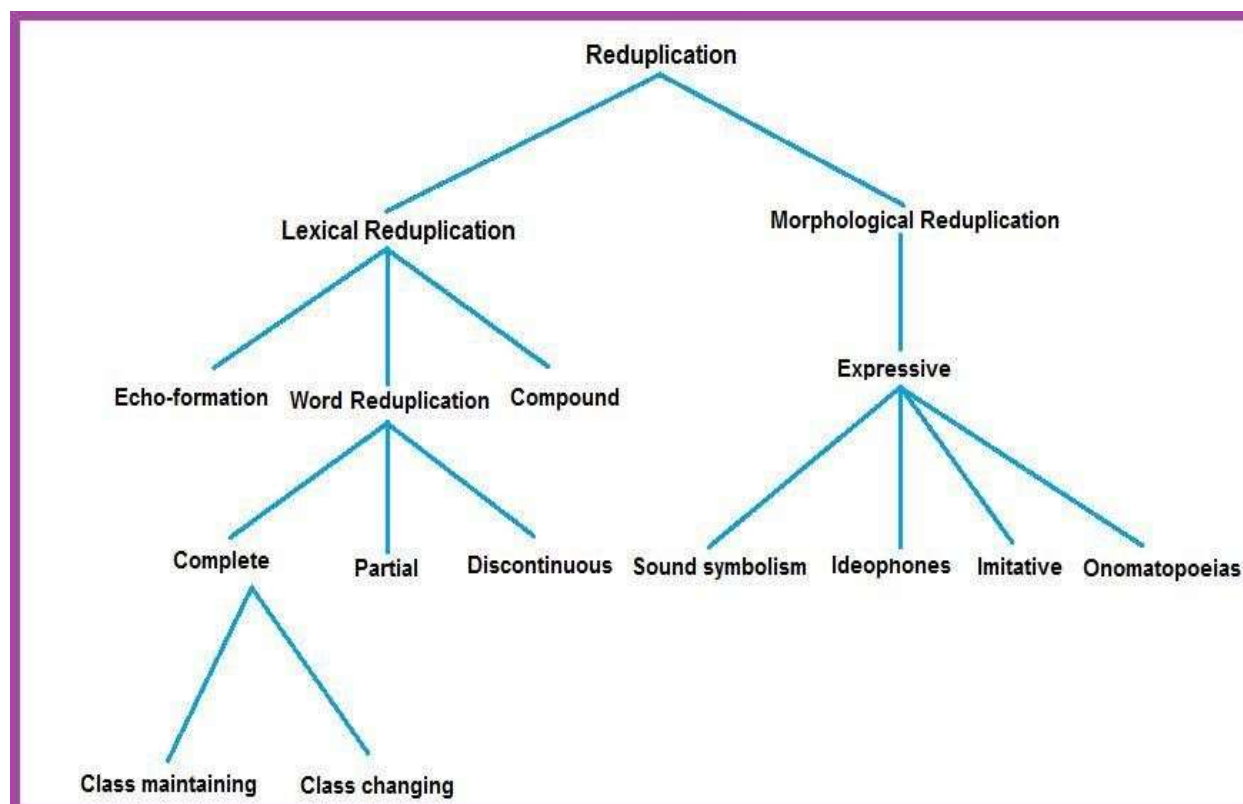 Reduplication
Lexical Reduplication
Morphological Reduplication
Echo-formation
Word Reduplication
Compound
Expressive
Complete
Partial
Discontinuous
Sound symbolism
Ideophones
Imitative
Onomatopoeias
Class maintaining
Class changing